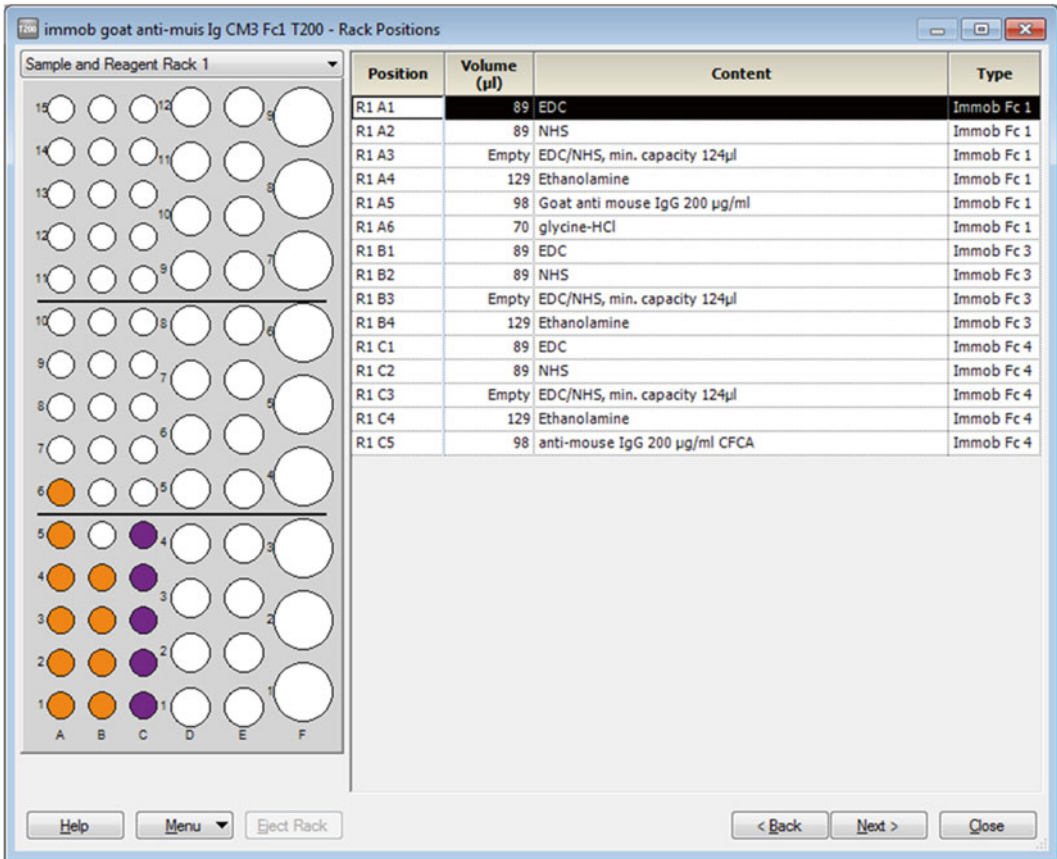 T200 immob goat anti-muis Ig CM3 Fc1 T200 - Rack Positions
Sample and Reagent Rack 1
15 12 9
14 11
13 8
12 10
11 9 7
10 8 6
9 7
8 5
7 6
6 5 4
5 4 3
4 3
3 2
2 2
1 1 1
A B C D E F
Position Volume (µl) Content Type
R1 A1 89 EDC Immob Fc 1
R1 A2 89 NHS Immob Fc 1
R1 A3 Empty EDC/NHS, min. capacity 124µl Immob Fc 1
R1 A4 129 Ethanolamine Immob Fc 1
R1 A5 98 Goat anti mouse IgG 200 µg/ml Immob Fc 1
R1 A6 70 glycine-HCl Immob Fc 1
R1 B1 89 EDC Immob Fc 3
R1 B2 89 NHS Immob Fc 3
R1 B3 Empty EDC/NHS, min. capacity 124µl Immob Fc 3
R1 B4 129 Ethanolamine Immob Fc 3
R1 C1 89 EDC Immob Fc 4
R1 C2 89 NHS Immob Fc 4
R1 C3 Empty EDC/NHS, min. capacity 124µl Immob Fc 4
R1 C4 129 Ethanolamine Immob Fc 4
R1 C5 98 anti-mouse IgG 200 µg/ml CFCA Immob Fc 4
Help Menu Eject Rack < Back Next > Close